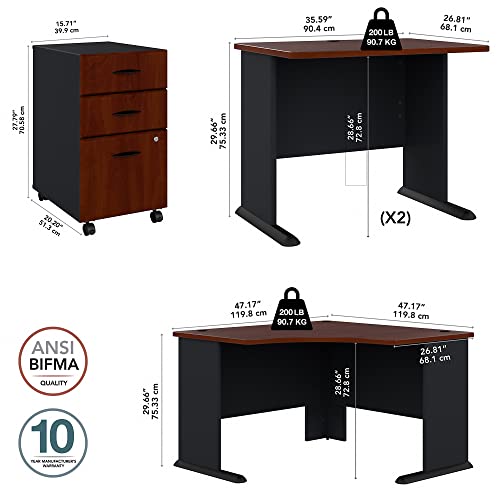 15.71"
39.9 cm
27.79"
70.58 cm
20.20"
51.3 cm
35.59"
90.4 cm
200 LB
90.7 KG
26.81"
68.1 cm
29.66"
75.33 cm
28.66"
72.8 cm
(X2)
47.17"
119.8 cm
200 LB
90.7 KG
47.17"
119.8 cm
26.81"
68.1 cm
29.66"
75.33 cm
28.66"
72.8 cm
ANSI
BIFMA
QUALITY
10
YEAR MANUFACTURER'S
WARRANTY